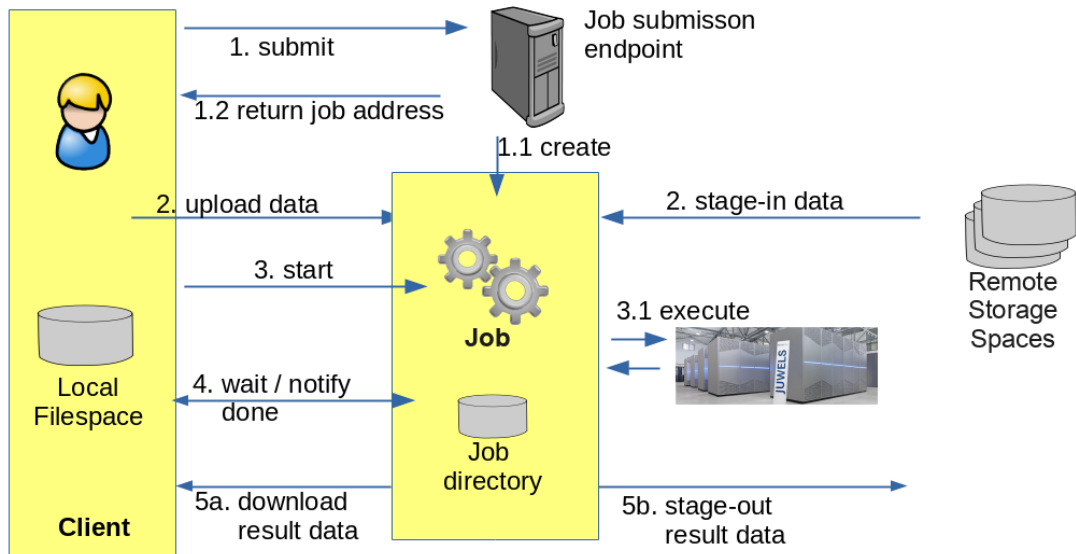 1. submit
Job submisson
endpoint
1.2 return job address
1.1 create
2. upload data
2. stage-in data
3. start
Job
3.1 execute
JUWELS
Remote
Storage
Spaces
Local
Filespace
4. wait / notify
done
Job
directory
5a. download
result data
5b. stage-out
result data
Client